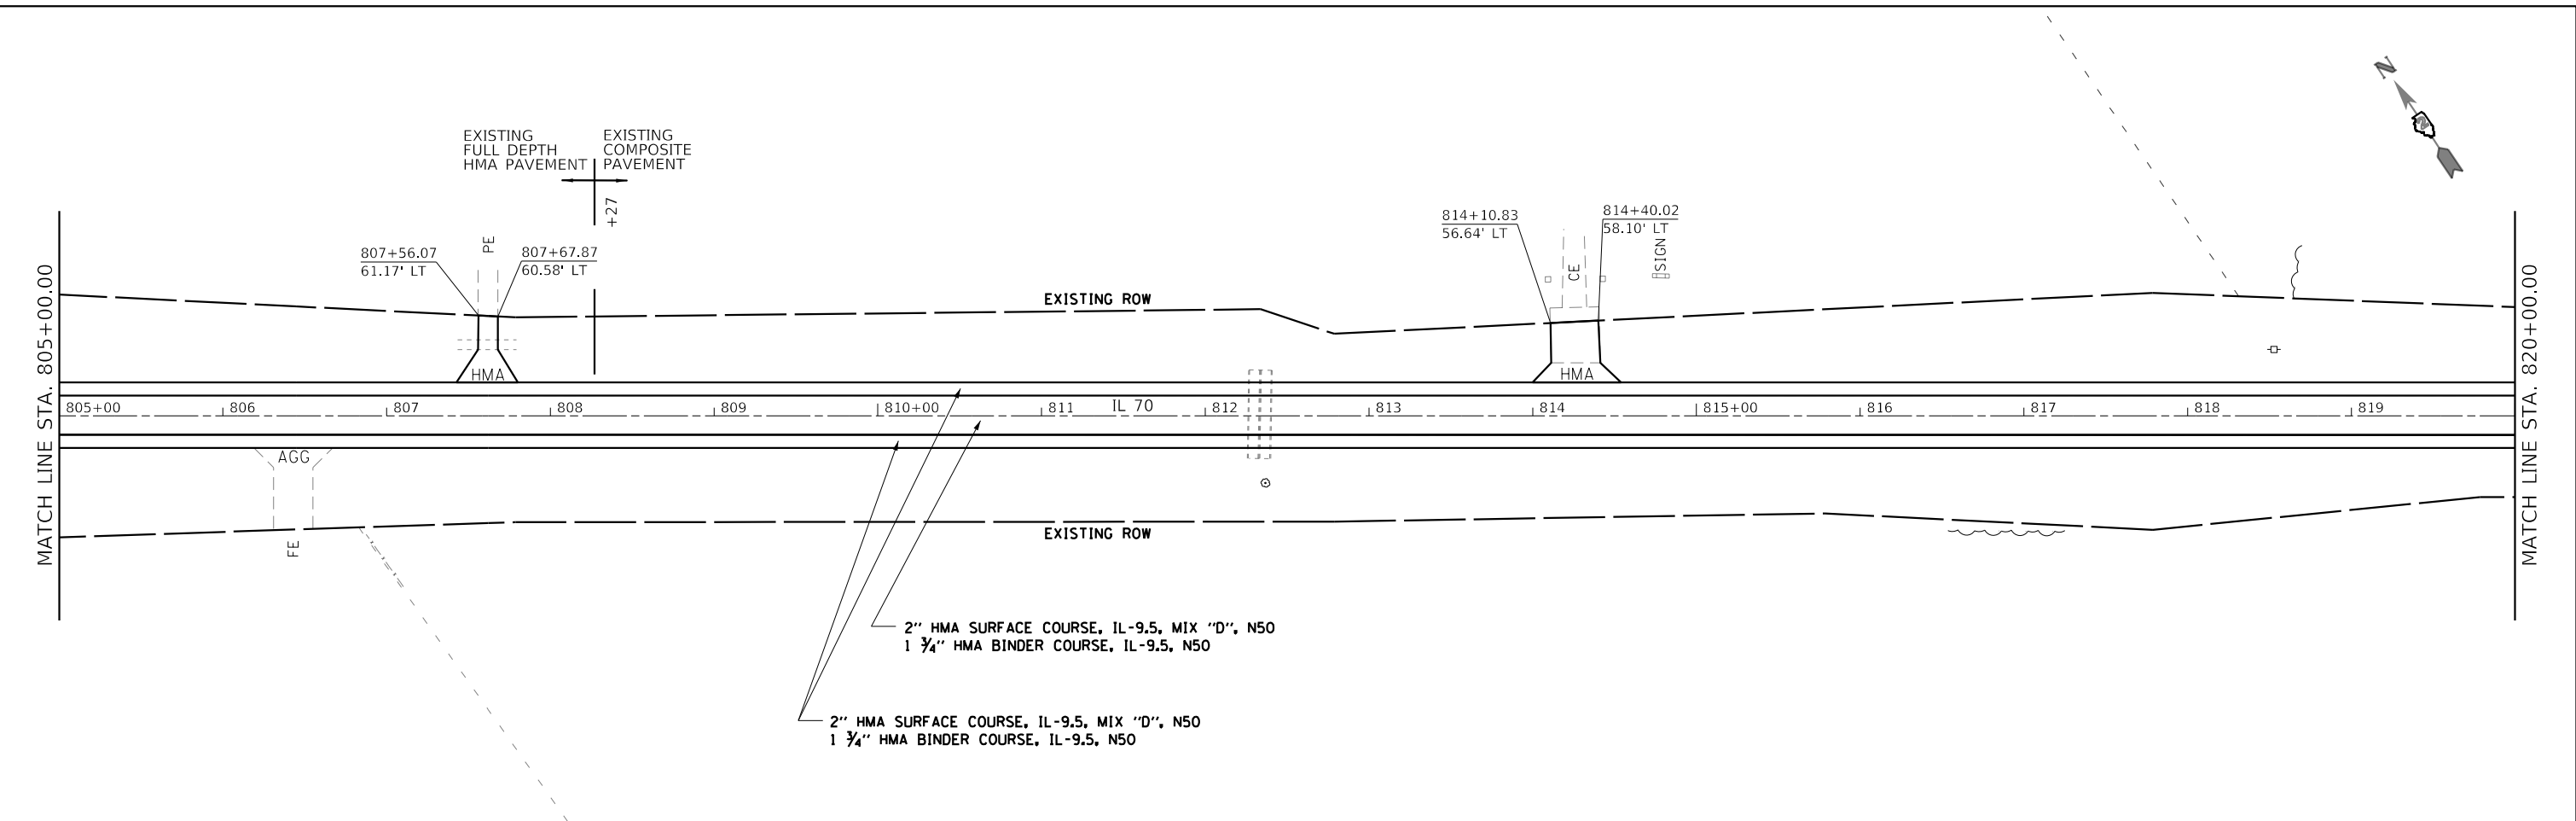 N
2
EXISTING
FULL DEPTH
HMA PAVEMENT
EXISTING
COMPOSITE
PAVEMENT
+27
PE
807+56.07
61.17' LT
807+67.87
60.58' LT
814+10.83
56.64' LT
814+40.02
58.10' LT
CE
SIGN
MATCH LINE STA. 805+00.00
EXISTING ROW
MATCH LINE STA. 820+00.00
HMA
HMA
805+00 806 807 808 809 810+00 811 IL 70 812 813 814 815+00 816 817 818 819
AGG
FE
EXISTING ROW
2" HMA SURFACE COURSE, IL-9.5, MIX "D", N50
1 ¾" HMA BINDER COURSE, IL-9.5, N50
2" HMA SURFACE COURSE, IL-9.5, MIX "D", N50
1 ¾" HMA BINDER COURSE, IL-9.5, N50